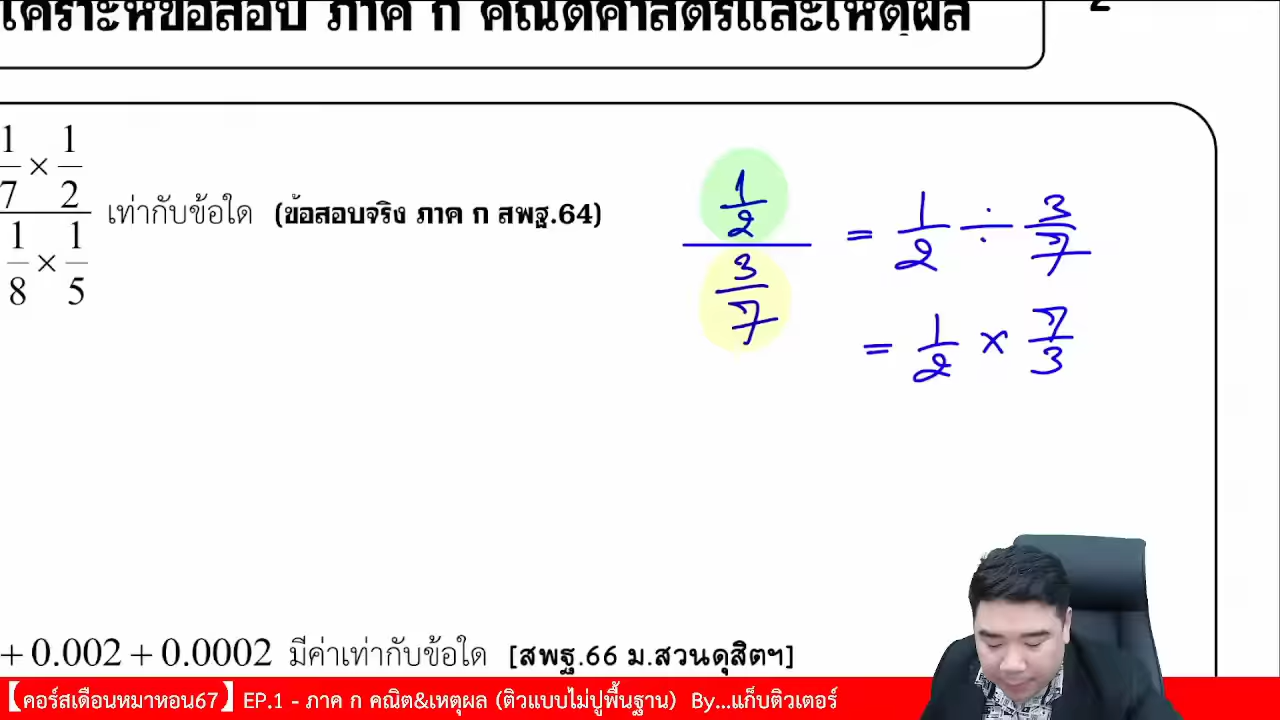 เคราะห์ข้อสอบ ภาค ก คณิตศาสตร์และเหตุผล
2
1/7 × 1/2
1/8 × 1/5
เท่ากับข้อใด (ข้อสอบจริง ภาค ก สพฐ.64)
1/2
3/7
= 1/2 ÷ 3/7
= 1/2 × 7/3
+ 0.002 + 0.0002 มีค่าเท่ากับข้อใด [สพฐ.66 ม.สวนดุสิตฯ]
【คอร์สเดือนหมาหอน67】EP.1 - ภาค ก คณิต&เหตุผล (ติวแบบไม่ปูพื้นฐาน) By...แก็บติวเตอร์